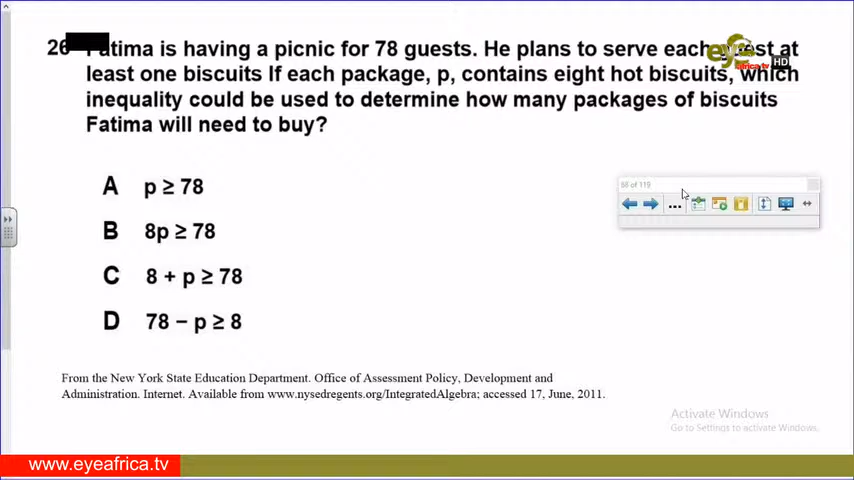 eye
africa tv HD
26 Fatima is having a picnic for 78 guests. He plans to serve each guest at
least one biscuits If each package, p, contains eight hot biscuits, which
inequality could be used to determine how many packages of biscuits
Fatima will need to buy?
A p ≥ 78
B 8p ≥ 78
C 8 + p ≥ 78
D 78 − p ≥ 8
68 of 119
From the New York State Education Department. Office of Assessment Policy, Development and
Administration. Internet. Available from www.nysedregents.org/IntegratedAlgebra; accessed 17, June, 2011.
Activate Windows
Go to Settings to activate Windows.
www.eyeafrica.tv